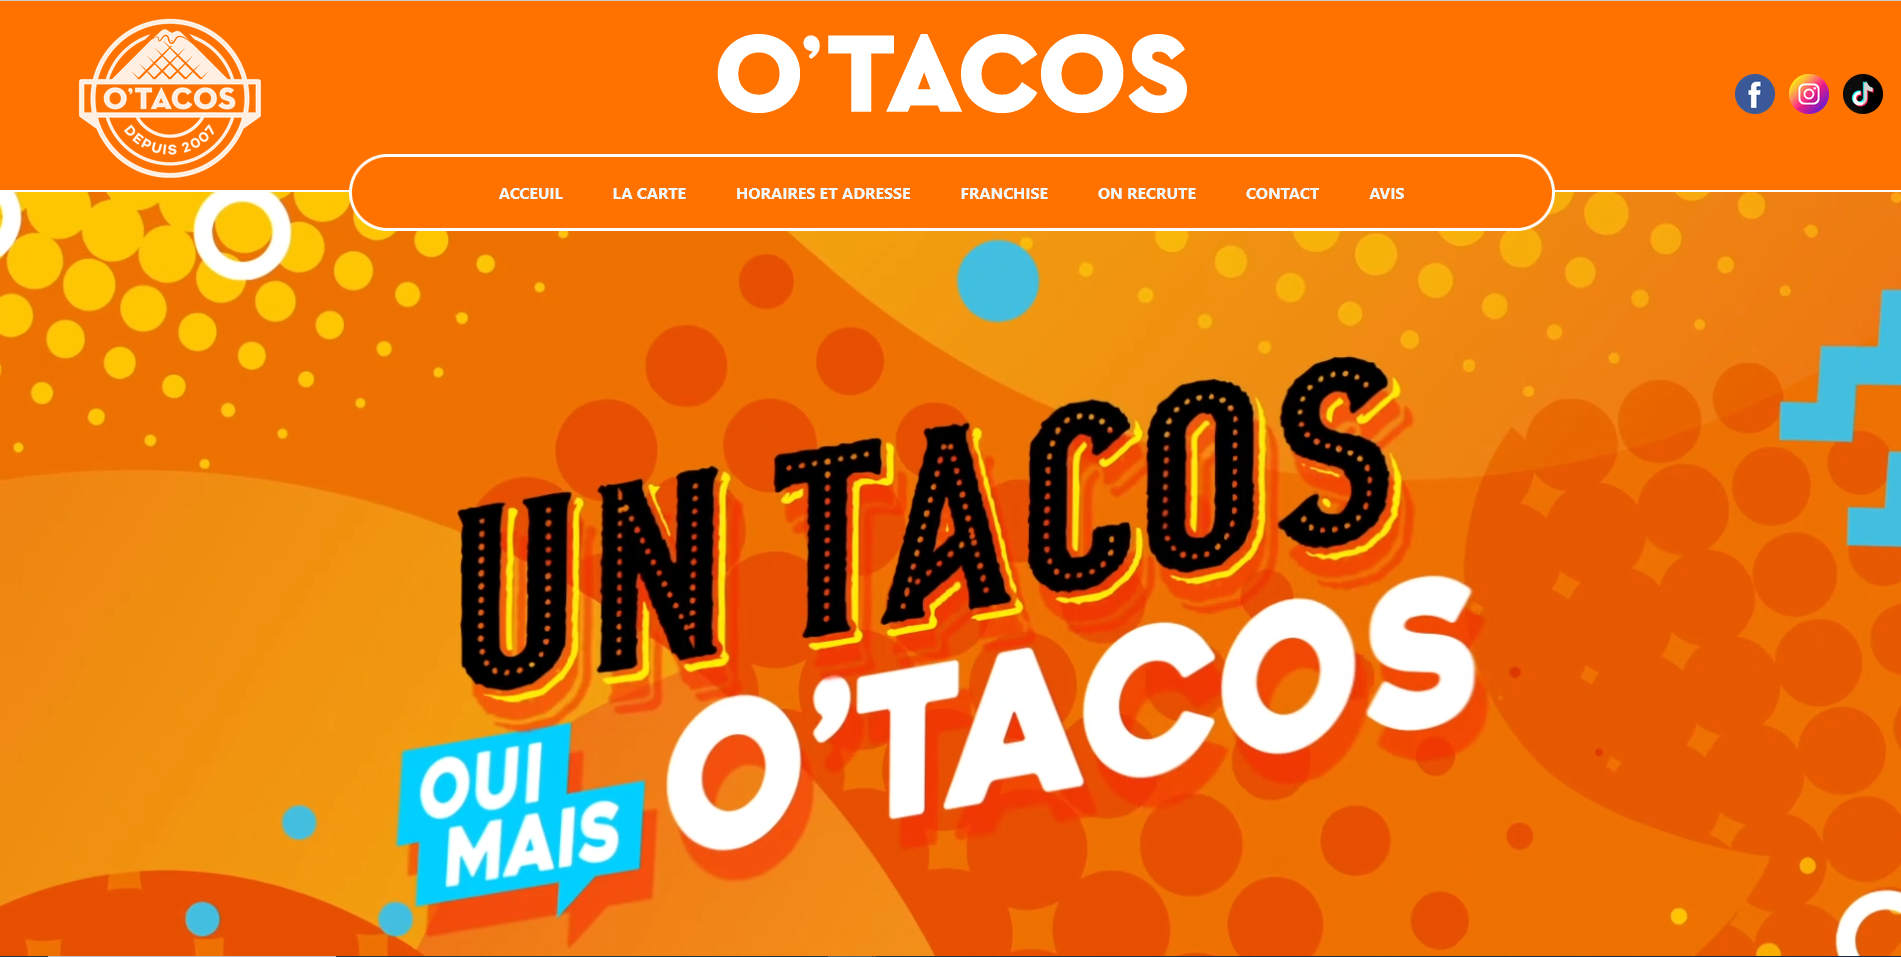 O'TACOS
DEPUIS 2007
O'TACOS
ACCEUIL LA CARTE HORAIRES ET ADRESSE FRANCHISE ON RECRUTE CONTACT AVIS
UN TACOS
OUI
MAIS
O'TACOS